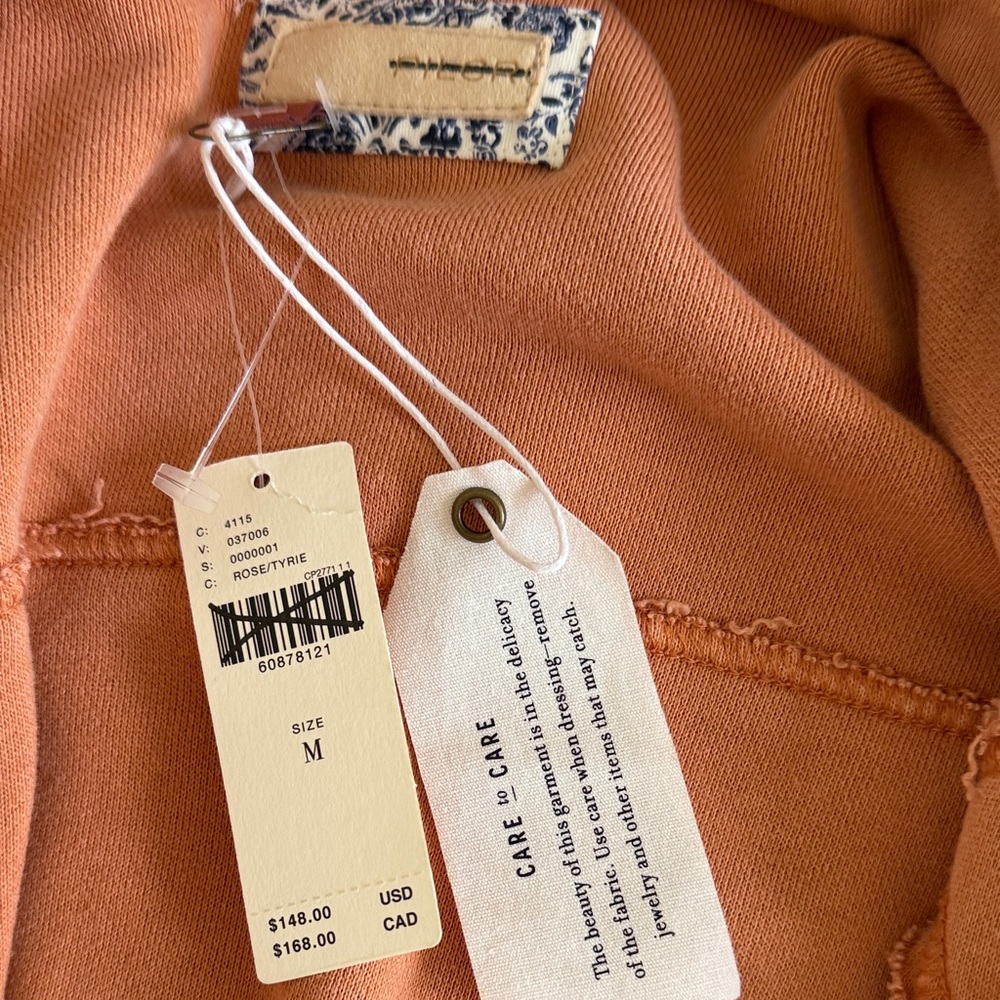 PILCRO
C: 4115
V: 037006
S: 0000001
C: ROSE/TYRIE
CP2771 1 1
60878121
SIZE
M
$148.00 USD
$168.00 CAD
CARE to CARE
The beauty of this garment is in the delicacy
of the fabric. Use care when dressing—remove
jewelry and other items that may catch.